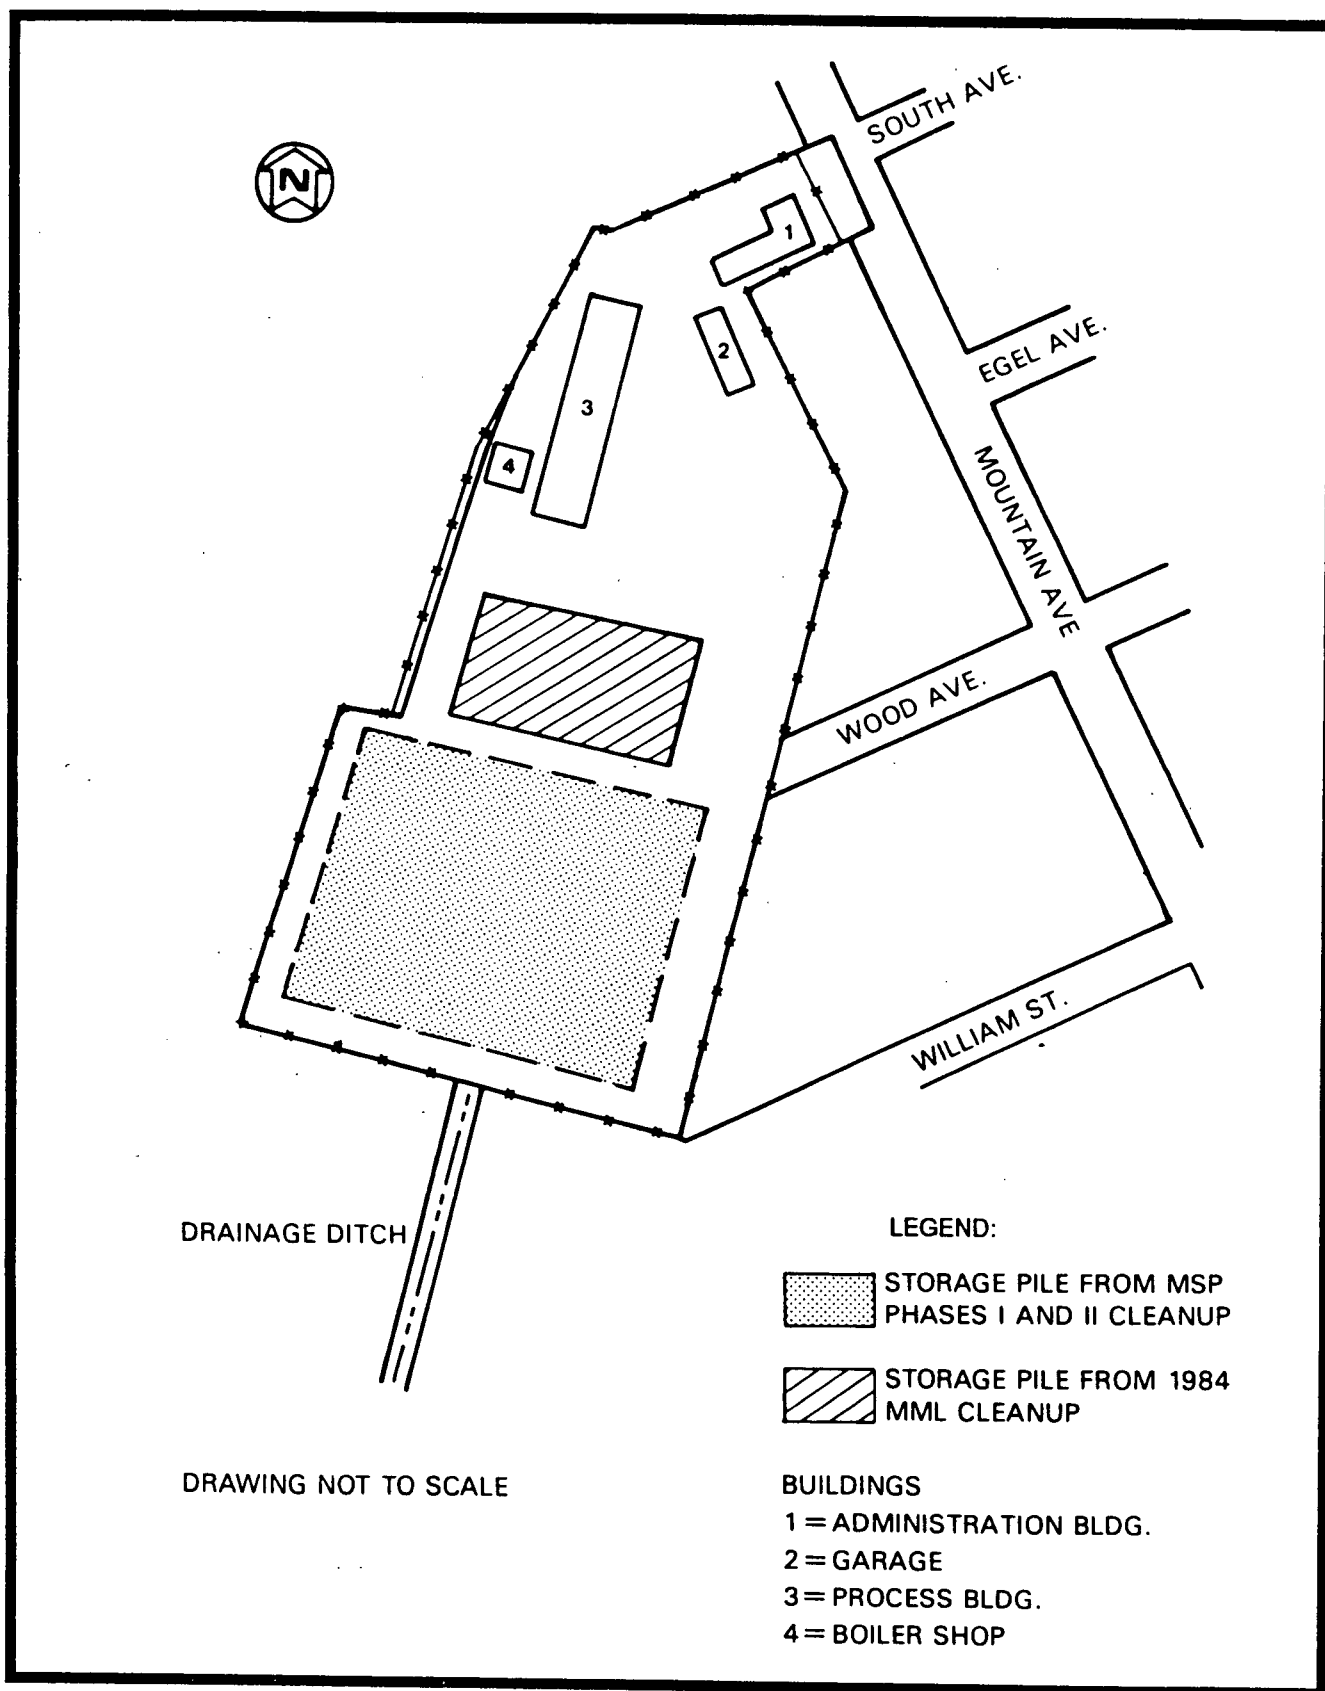 SOUTH AVE.
N
1
2
EGEL AVE.
3
4
MOUNTAIN AVE
WOOD AVE.
WILLIAM ST.
DRAINAGE DITCH
LEGEND:
STORAGE PILE FROM MSP
PHASES I AND II CLEANUP
STORAGE PILE FROM 1984
MML CLEANUP
DRAWING NOT TO SCALE
BUILDINGS
1 = ADMINISTRATION BLDG.
2 = GARAGE
3 = PROCESS BLDG.
4 = BOILER SHOP